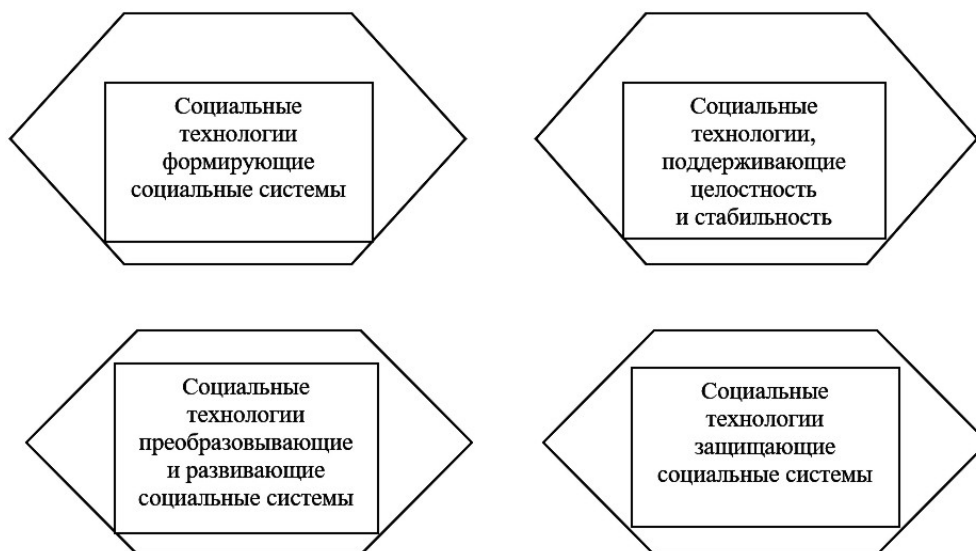 Социальные
технологии
формирующие
социальные системы
Социальные
технологии,
поддерживающие
целостность
и стабильность
Социальные
технологии
преобразовывающие
и развивающие
социальные системы
Социальные
технологии
защищающие
социальные системы